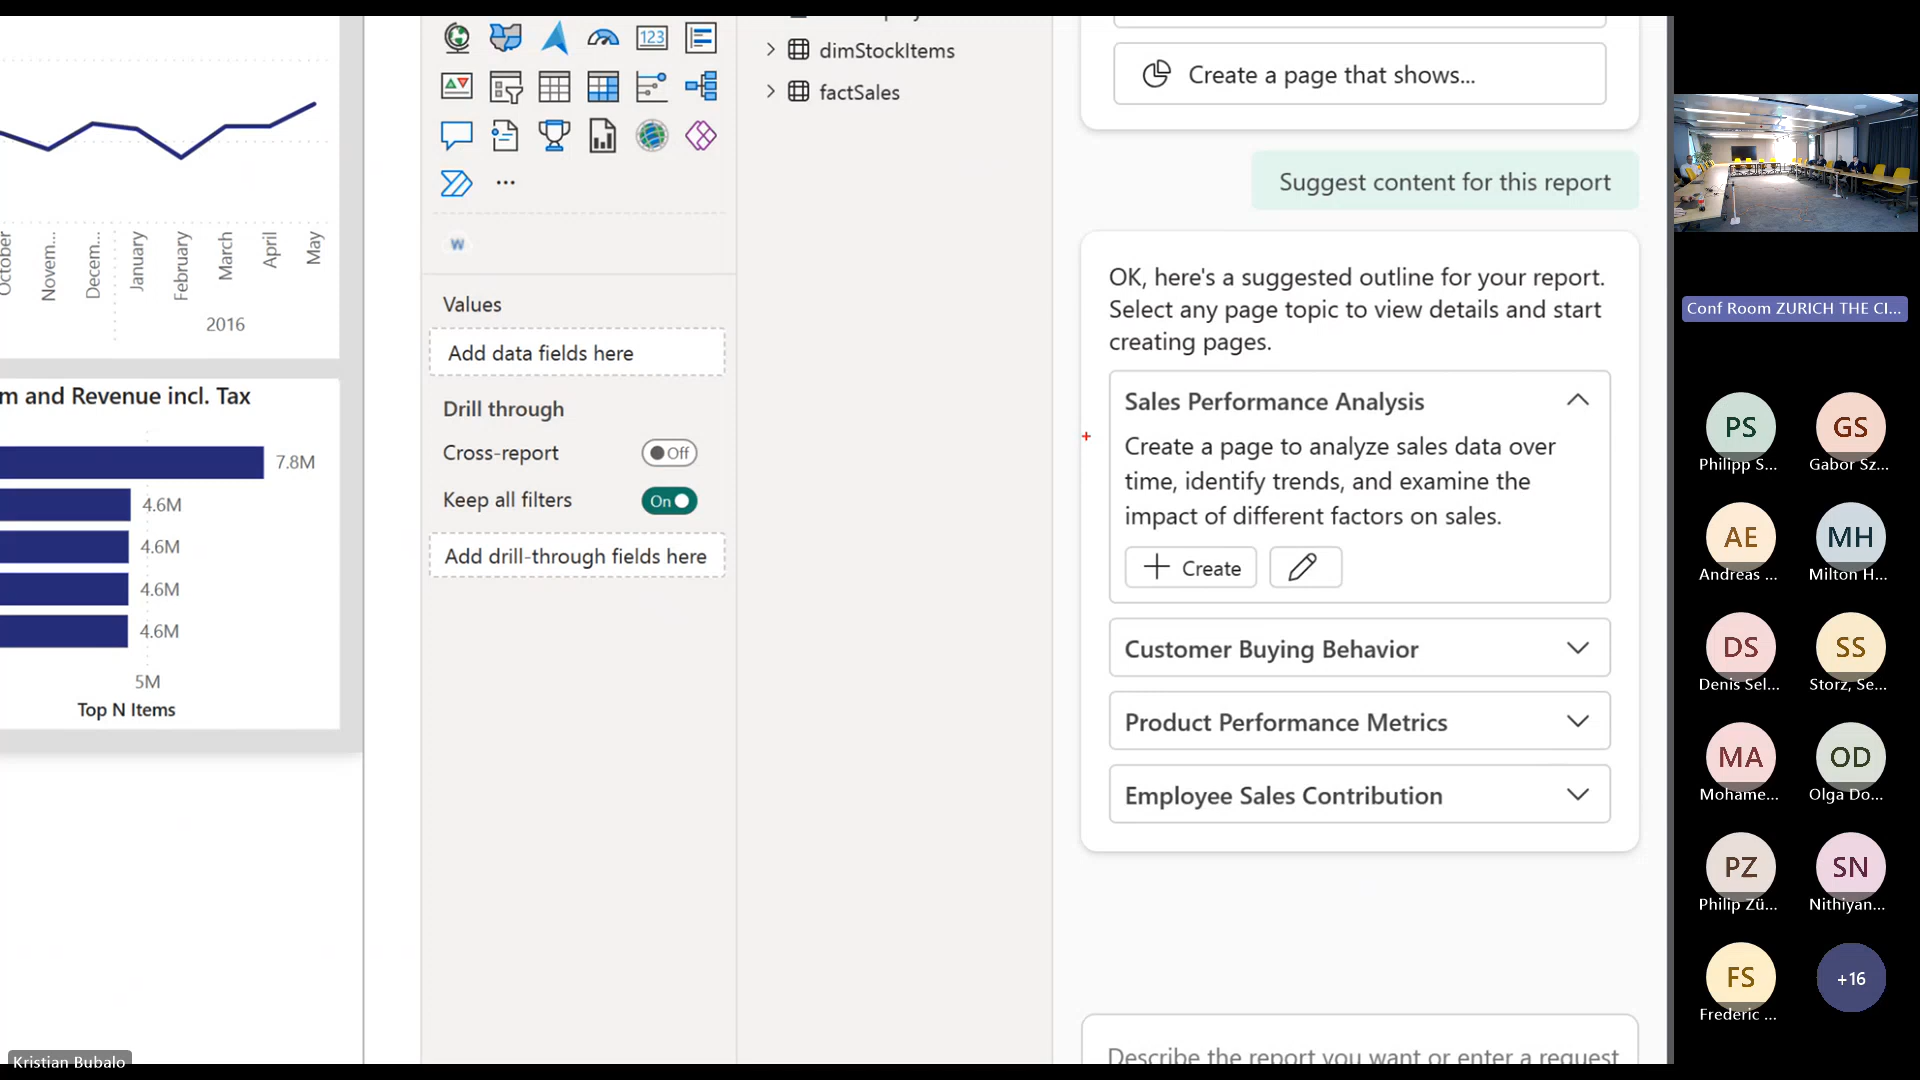 October
Novem...
Decem...
January
February
March
April
May
2016
m and Revenue incl. Tax
7.8M
4.6M
4.6M
4.6M
4.6M
5M
Top N Items
Kristian Bubalo
123
...
W
Values
Add data fields here
Drill through
Cross-report
Off
Keep all filters
On
Add drill-through fields here
dimStockItems
factSales
Create a page that shows...
Suggest content for this report
OK, here's a suggested outline for your report.
Select any page topic to view details and start
creating pages.
Sales Performance Analysis
Create a page to analyze sales data over
time, identify trends, and examine the
impact of different factors on sales.
Create
Customer Buying Behavior
Product Performance Metrics
Employee Sales Contribution
Describe the report you want or enter a request
Conf Room ZURICH THE CI...
PS
Philipp S...
GS
Gabor Sz...
AE
Andreas ...
MH
Milton H...
DS
Denis Sel...
SS
Storz, Se...
MA
Mohame...
OD
Olga Do...
PZ
Philip Zü...
SN
Nithiyan...
FS
Frederic ...
+16